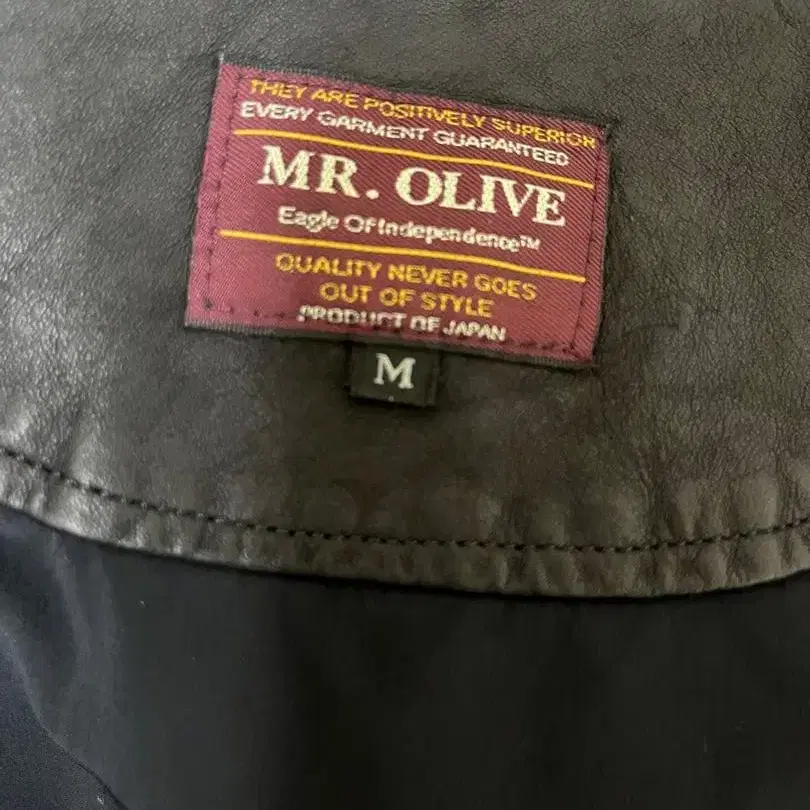 THEY ARE POSITIVELY SUPERIOR
EVERY GARMENT GUARANTEED
MR. OLIVE
Eagle Of Independence™
QUALITY NEVER GOES
OUT OF STYLE
PRODUCT OF JAPAN
M